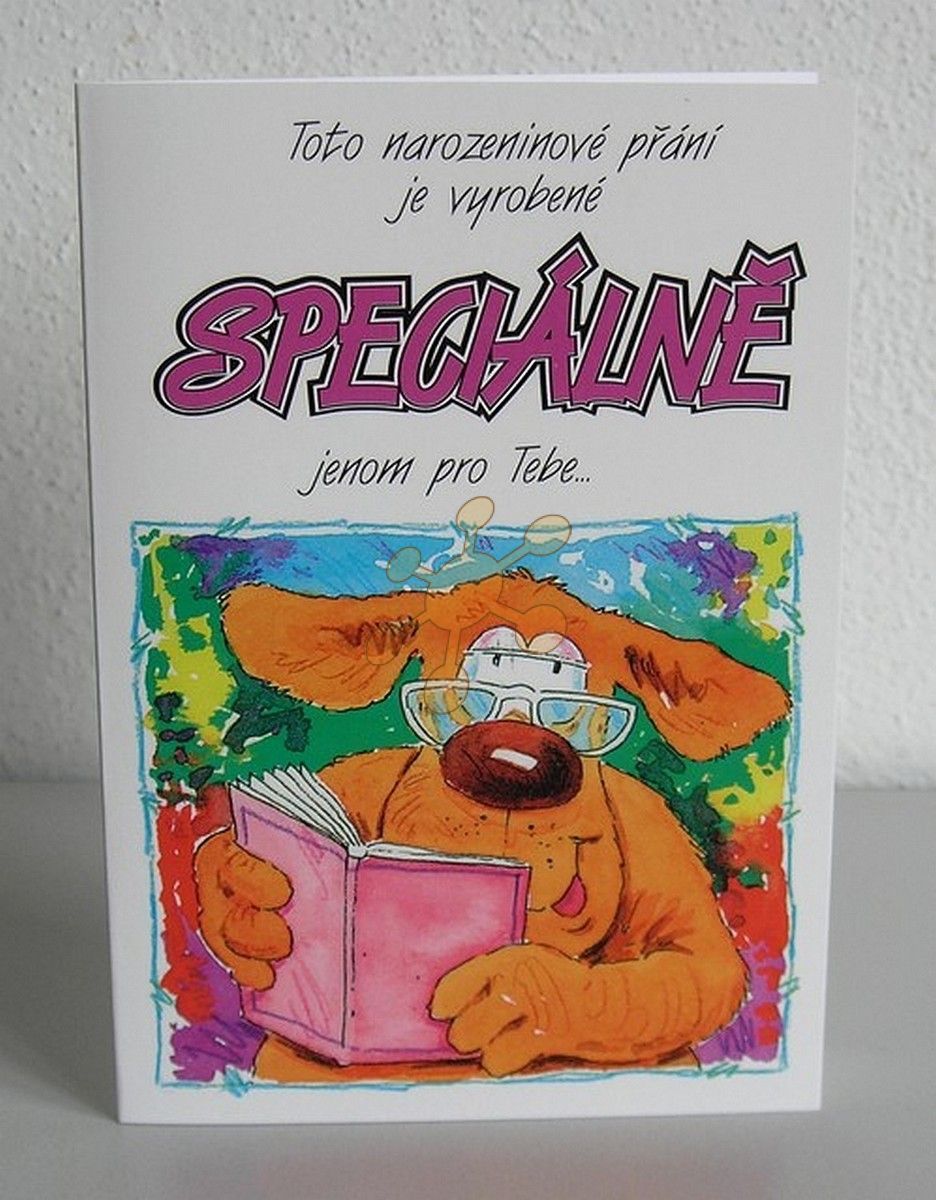 Toto narozeninové přání
je vyrobené
SPECIÁLNĚ
jenom pro Tebe...